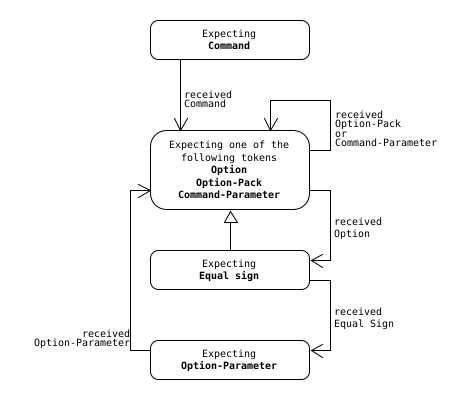 Expecting
Command
received
Command
received
Option-Pack
or
Command-Parameter
Expecting one of the
following tokens
Option
Option-Pack
Command-Parameter
received
Option
Expecting
Equal sign
received
Equal Sign
received
Option-Parameter
Expecting
Option-Parameter